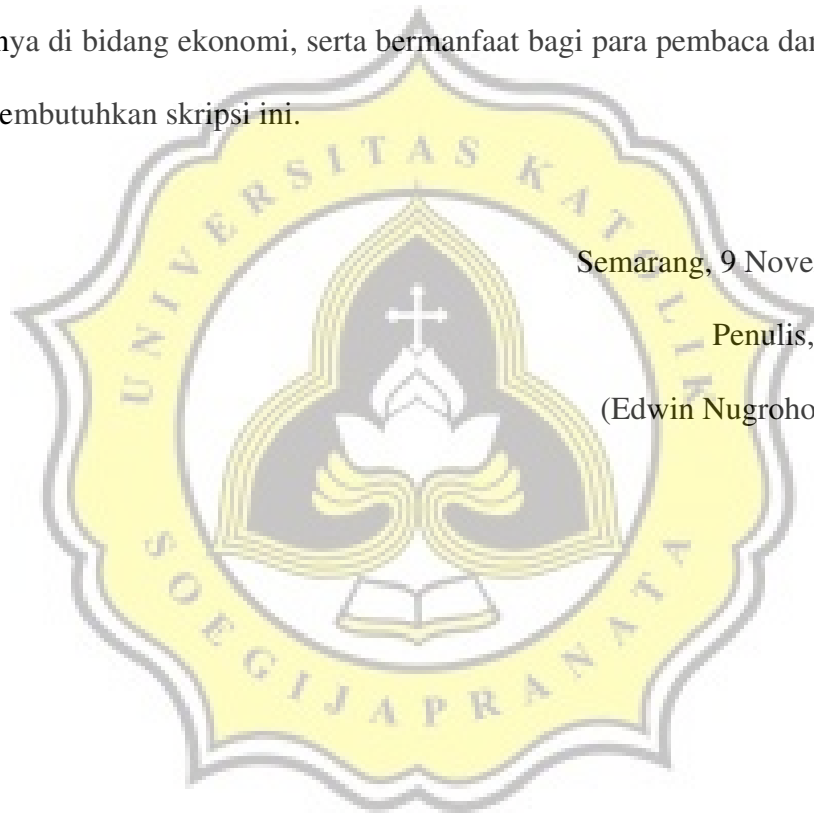 nya di bidang ekonomi, serta bermanfaat bagi para pembaca dan
embutuhkan skripsi ini.
Semarang, 9 Nove
Penulis,
(Edwin Nugroho
UNIVERSITAS KATOLIK
SOEGIJAPRANATA